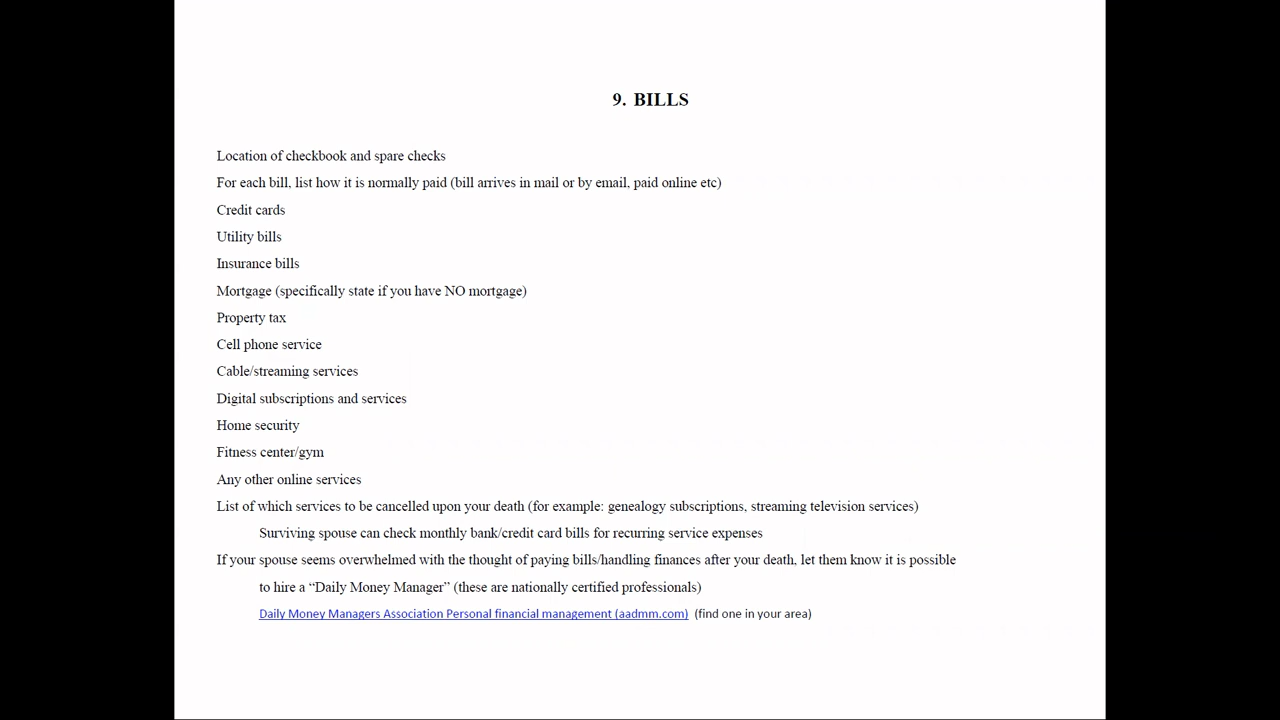 9. BILLS
Location of checkbook and spare checks
For each bill, list how it is normally paid (bill arrives in mail or by email, paid online etc)
Credit cards
Utility bills
Insurance bills
Mortgage (specifically state if you have NO mortgage)
Property tax
Cell phone service
Cable/streaming services
Digital subscriptions and services
Home security
Fitness center/gym
Any other online services
List of which services to be cancelled upon your death (for example: genealogy subscriptions, streaming television services)
Surviving spouse can check monthly bank/credit card bills for recurring service expenses
If your spouse seems overwhelmed with the thought of paying bills/handling finances after your death, let them know it is possible
to hire a “Daily Money Manager” (these are nationally certified professionals)
Daily Money Managers Association Personal financial management (aadmm.com) (find one in your area)